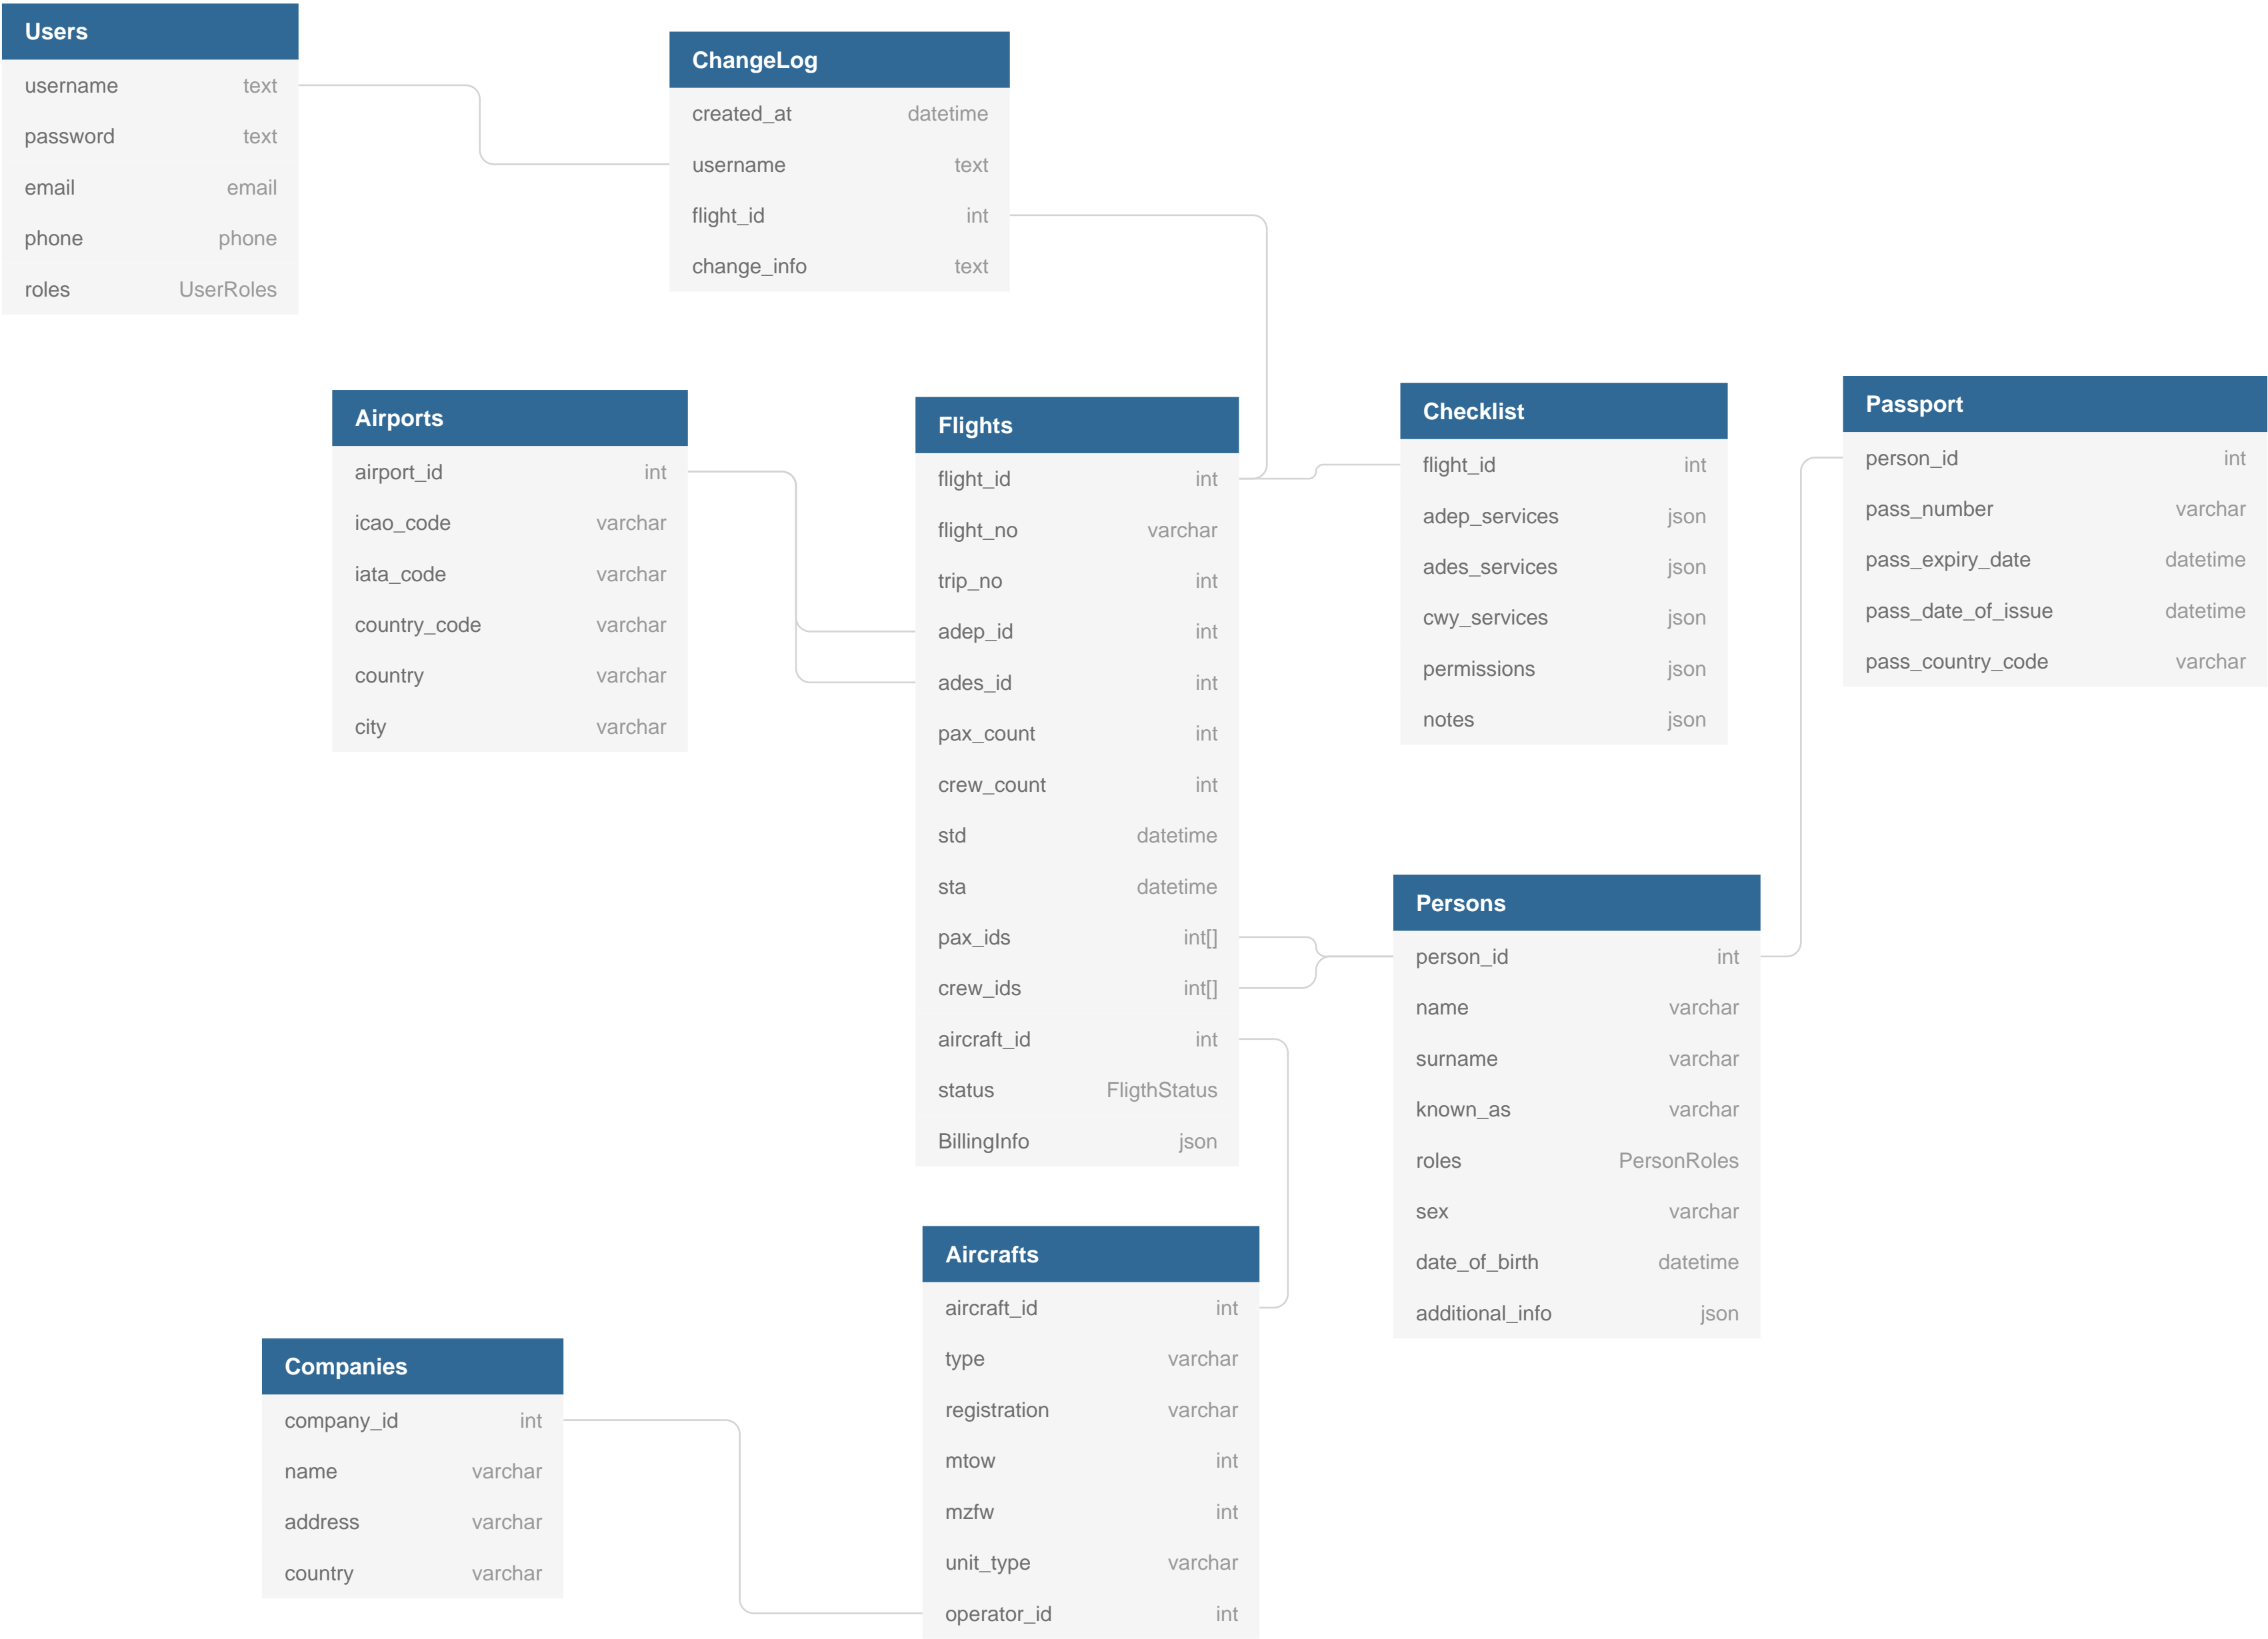 Users
username text
password text
email email
phone phone
roles UserRoles
ChangeLog
created_at datetime
username text
flight_id int
change_info text
Airports
airport_id int
icao_code varchar
iata_code varchar
country_code varchar
country varchar
city varchar
Flights
flight_id int
flight_no varchar
trip_no int
adep_id int
ades_id int
pax_count int
crew_count int
std datetime
sta datetime
pax_ids int[]
crew_ids int[]
aircraft_id int
status FligthStatus
BillingInfo json
Checklist
flight_id int
adep_services json
ades_services json
cwy_services json
permissions json
notes json
Passport
person_id int
pass_number varchar
pass_expiry_date datetime
pass_date_of_issue datetime
pass_country_code varchar
Persons
person_id int
name varchar
surname varchar
known_as varchar
roles PersonRoles
sex varchar
date_of_birth datetime
additional_info json
Aircrafts
aircraft_id int
type varchar
registration varchar
mtow int
mzfw int
unit_type varchar
operator_id int
Companies
company_id int
name varchar
address varchar
country varchar